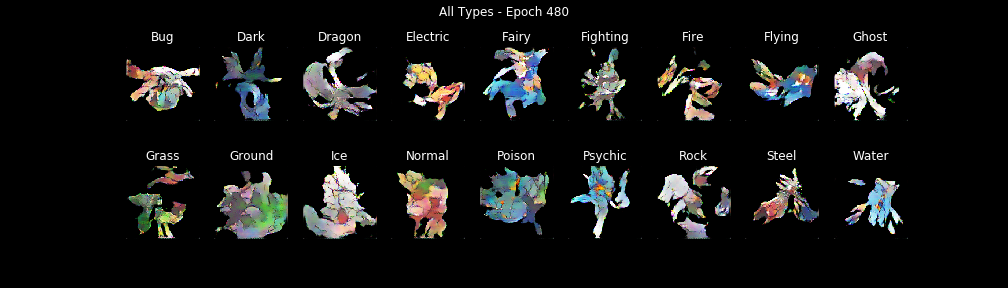 All Types - Epoch 480
Bug Dark Dragon Electric Fairy Fighting Fire Flying Ghost
Grass Ground Ice Normal Poison Psychic Rock Steel Water